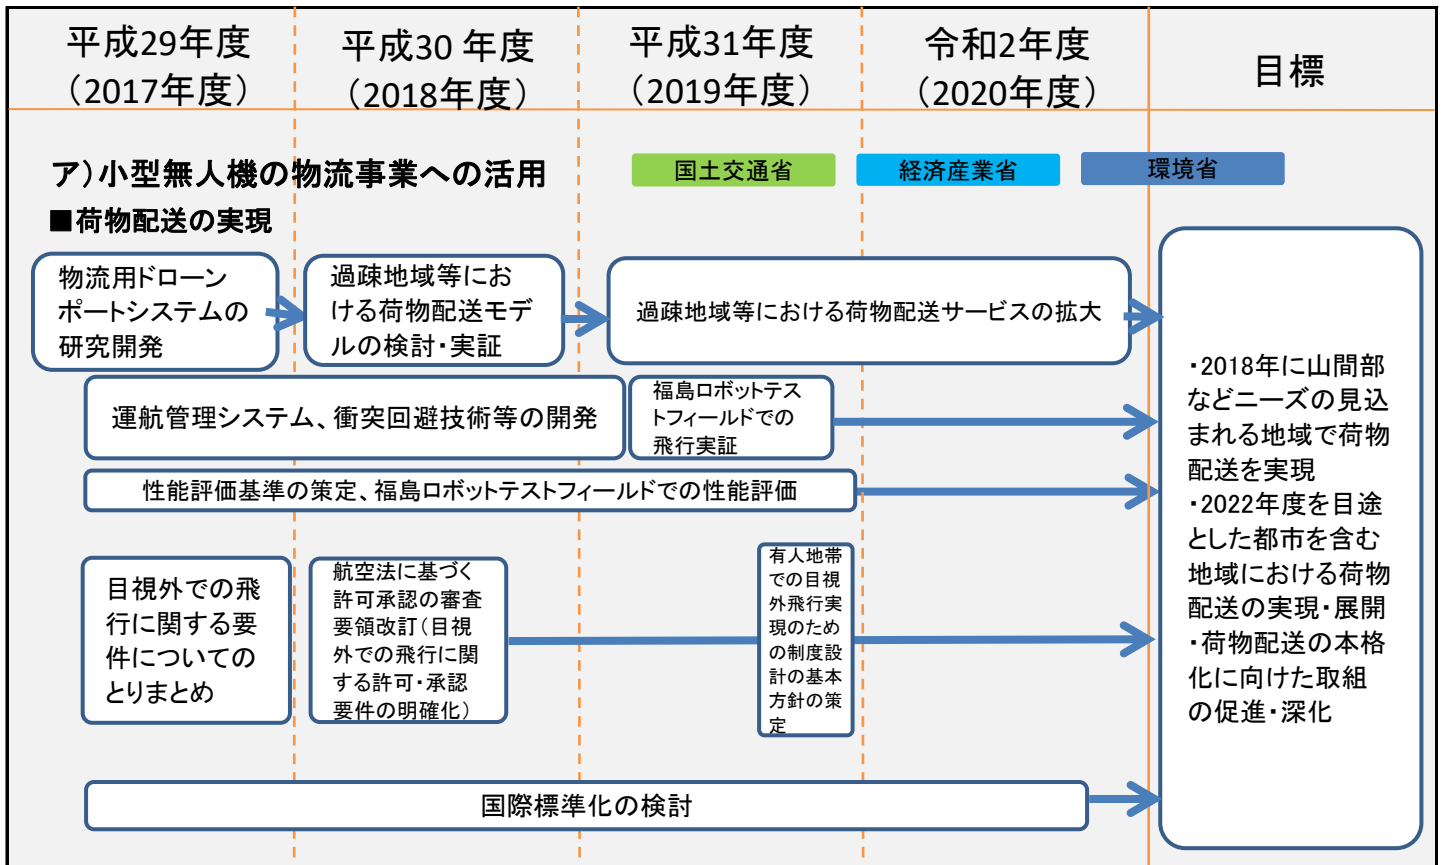 平成29年度
（2017年度）
平成30 年度
（2018年度）
平成31年度
（2019年度）
令和2年度
（2020年度）
目標
ア）小型無人機の物流事業への活用
国土交通省
経済産業省
環境省
■荷物配送の実現
物流用ドローン
ポートシステムの
研究開発
過疎地域等にお
ける荷物配送モデ
ルの検討・実証
過疎地域等における荷物配送サービスの拡大
運航管理システム、衝突回避技術等の開発
福島ロボットテス
トフィールドでの
飛行実証
性能評価基準の策定、福島ロボットテストフィールドでの性能評価
目視外での飛
行に関する要
件についての
とりまとめ
航空法に基づく
許可承認の審査
要領改訂（目視
外での飛行に関
する許可・承認
要件の明確化）
有人地帯
での目視
外飛行実
現のため
の制度設
計の基本
方針の策
定
国際標準化の検討
・2018年に山間部
などニーズの見込
まれる地域で荷物
配送を実現
・2022年度を目途
とした都市を含む
地域における荷物
配送の実現・展開
・荷物配送の本格
化に向けた取組
の促進・深化